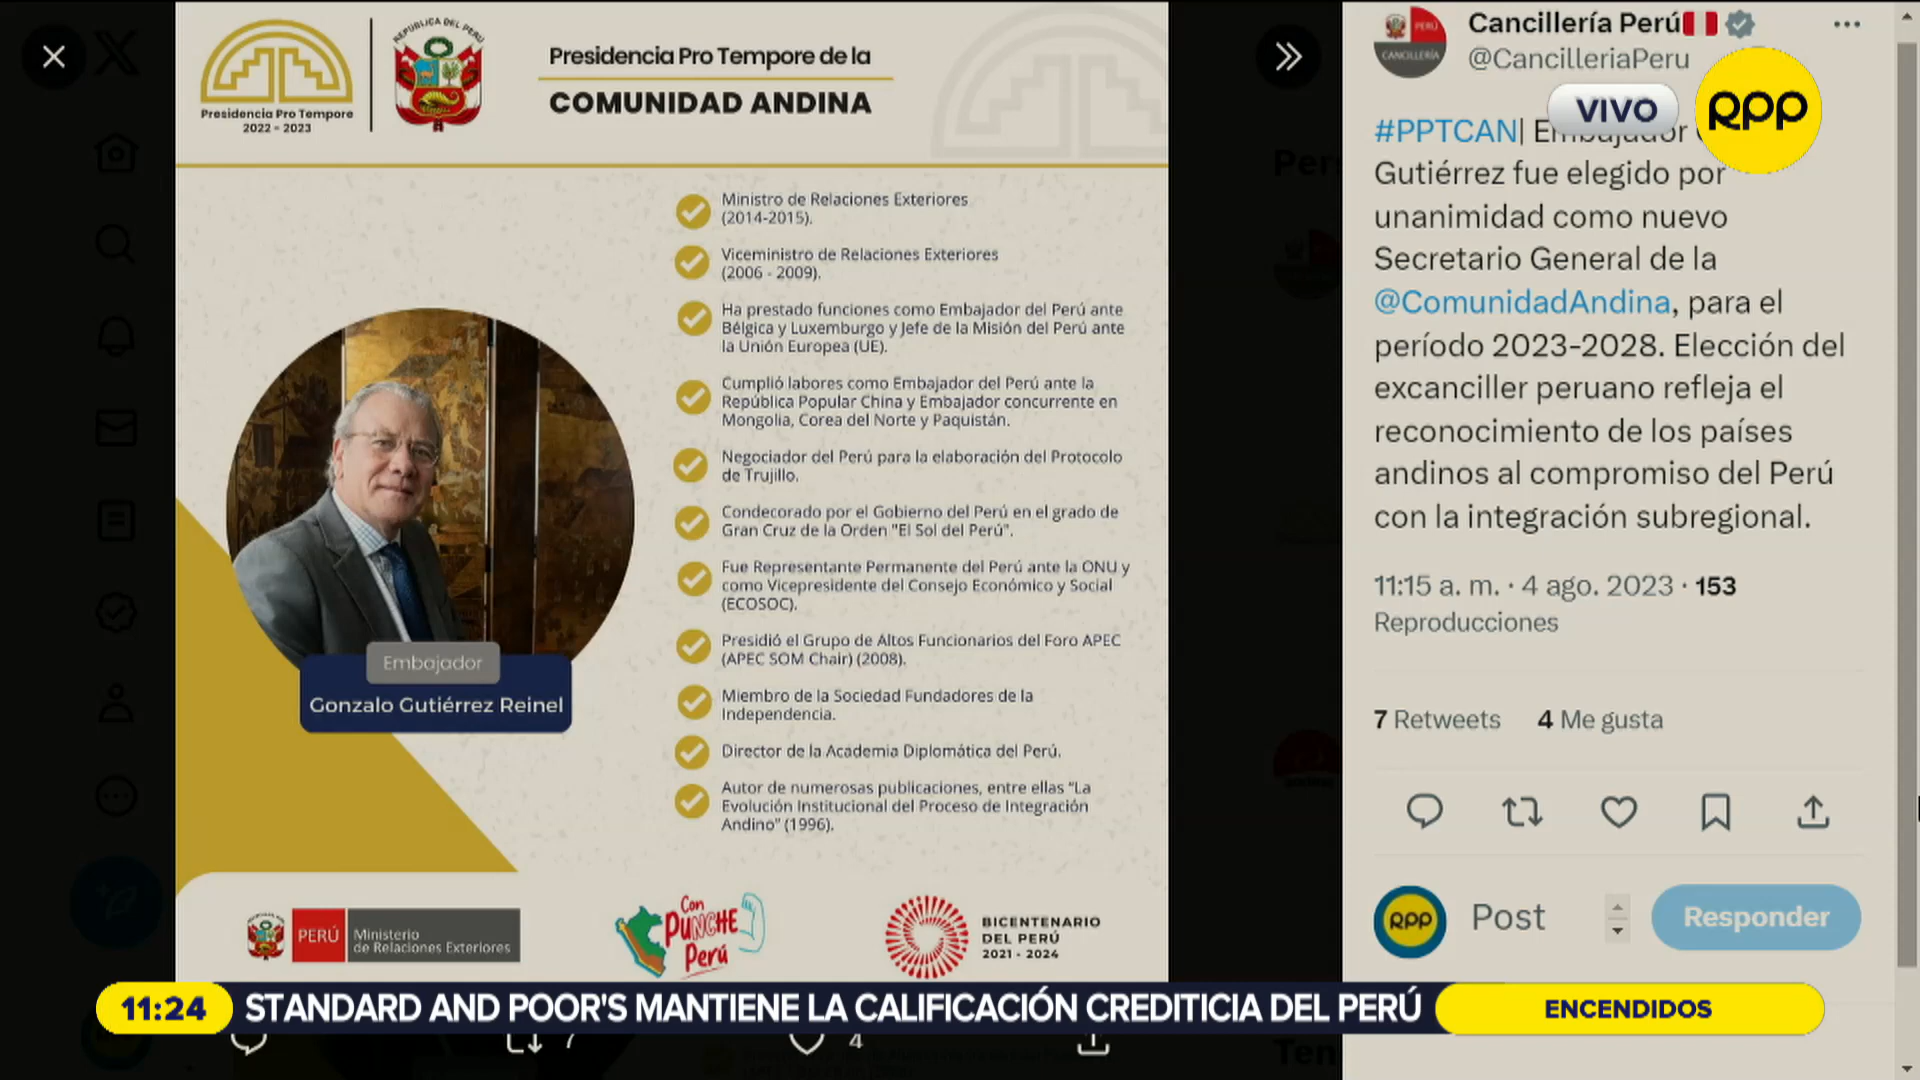 REPÚBLICA DEL PERÚ
Presidencia Pro Tempore
2022 - 2023
Presidencia Pro Tempore de la
COMUNIDAD ANDINA
Ministro de Relaciones Exteriores
(2014-2015).
Viceministro de Relaciones Exteriores
(2006 - 2009).
Ha prestado funciones como Embajador del Perú ante
Bélgica y Luxemburgo y Jefe de la Misión del Perú ante
la Unión Europea (UE).
Cumplió labores como Embajador del Perú ante la
República Popular China y Embajador concurrente en
Mongolia, Corea del Norte y Paquistán.
Negociador del Perú para la elaboración del Protocolo
de Trujillo.
Condecorado por el Gobierno del Perú en el grado de
Gran Cruz de la Orden "El Sol del Perú".
Fue Representante Permanente del Perú ante la ONU y
como Vicepresidente del Consejo Económico y Social
(ECOSOC).
Presidió el Grupo de Altos Funcionarios del Foro APEC
(APEC SOM Chair) (2008).
Miembro de la Sociedad Fundadores de la
Independencia.
Director de la Academia Diplomática del Perú.
Autor de numerosas publicaciones, entre ellas “La
Evolución Institucional del Proceso de Integración
Andino” (1996).
Embajador
Gonzalo Gutiérrez Reinel
PERÚ
Ministerio
de Relaciones Exteriores
Con
PUNCHE
Perú
BICENTENARIO
DEL PERÚ
2021 - 2024
PERÚ
CANCILLERÍA
Cancillería Perú
@CancilleriaPeru
VIVO
RPP
#PPTCAN| Embajador
Gutiérrez fue elegido por
unanimidad como nuevo
Secretario General de la
@ComunidadAndina, para el
período 2023-2028. Elección del
excanciller peruano refleja el
reconocimiento de los países
andinos al compromiso del Perú
con la integración subregional.
11:15 a. m. · 4 ago. 2023 · 153
Reproducciones
7 Retweets 4 Me gusta
RPP
Post
Responder
11:24
STANDARD AND POOR'S MANTIENE LA CALIFICACIÓN CREDITICIA DEL PERÚ
ENCENDIDOS
7
4